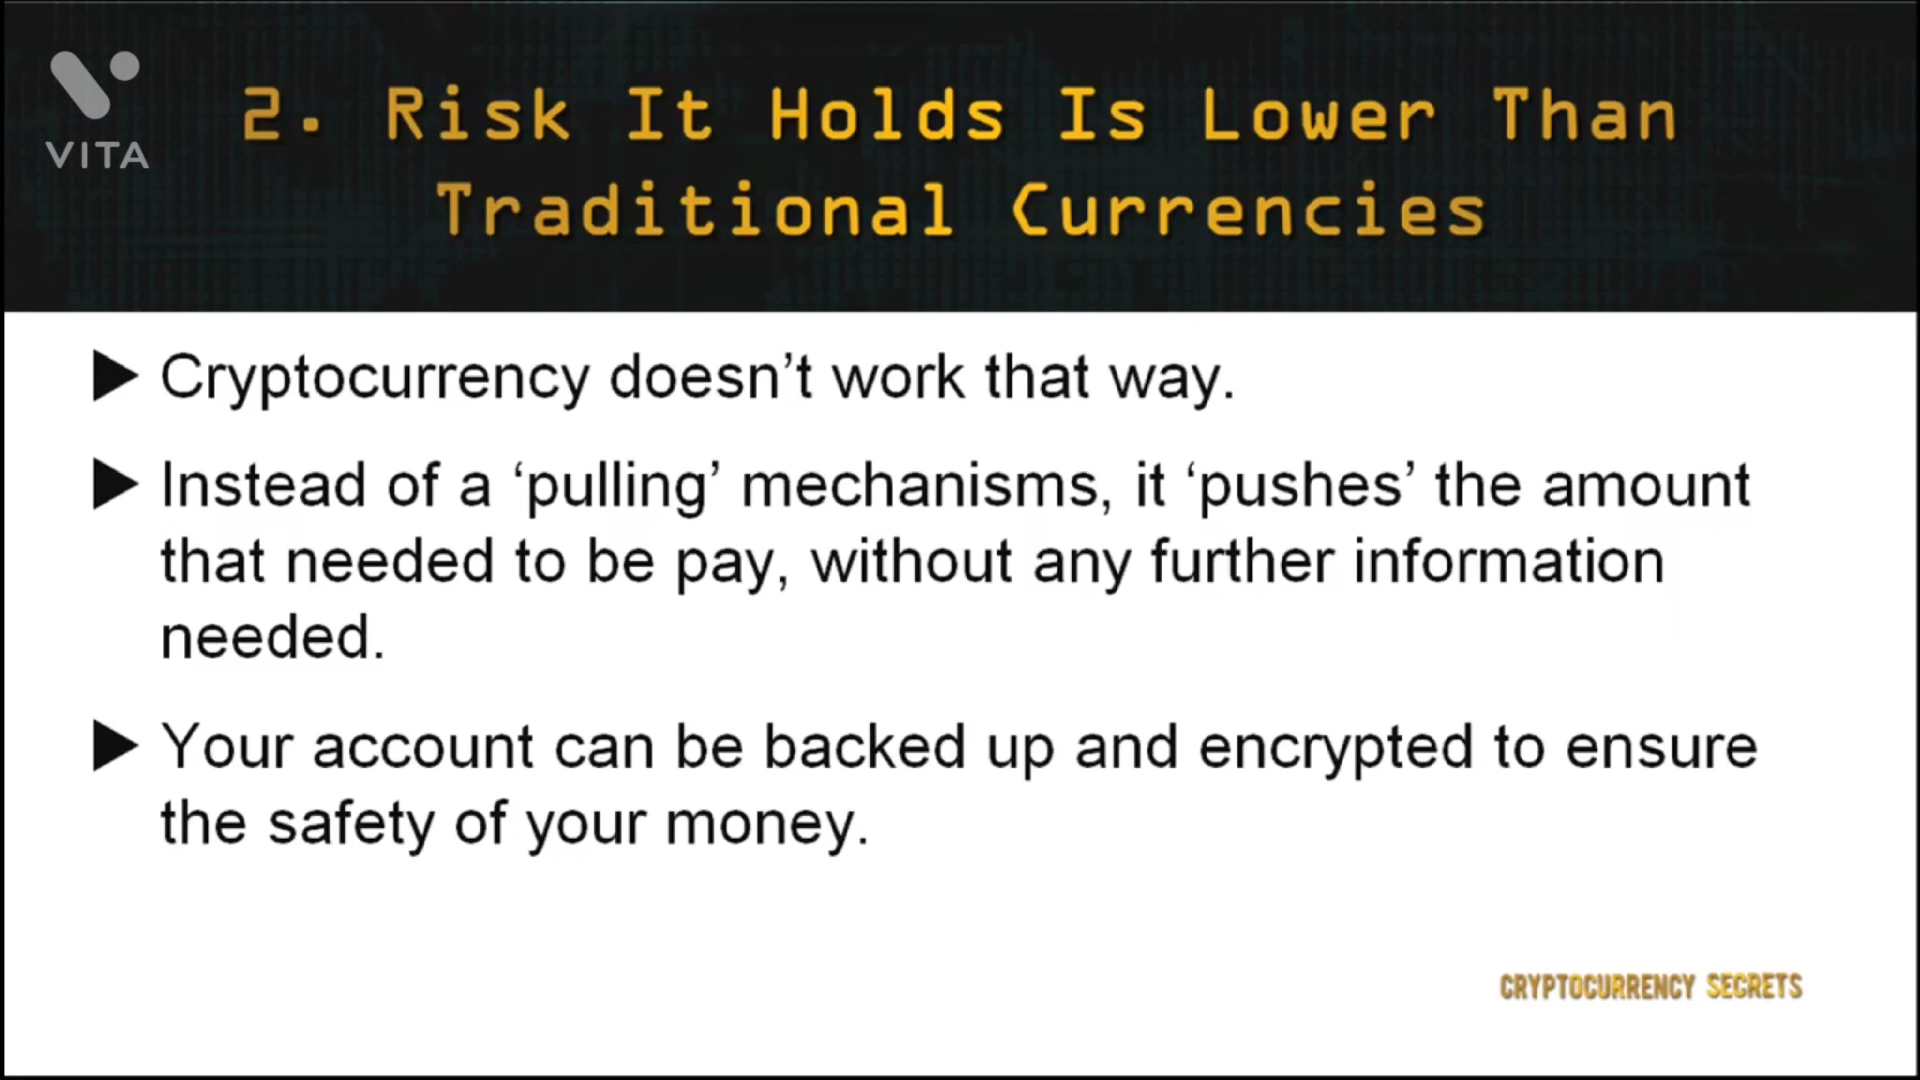 VITA
2. Risk It Holds Is Lower Than
Traditional Currencies
Cryptocurrency doesn’t work that way.
Instead of a ‘pulling’ mechanisms, it ‘pushes’ the amount
that needed to be pay, without any further information
needed.
Your account can be backed up and encrypted to ensure
the safety of your money.
CRYPTOCURRENCY SECRETS